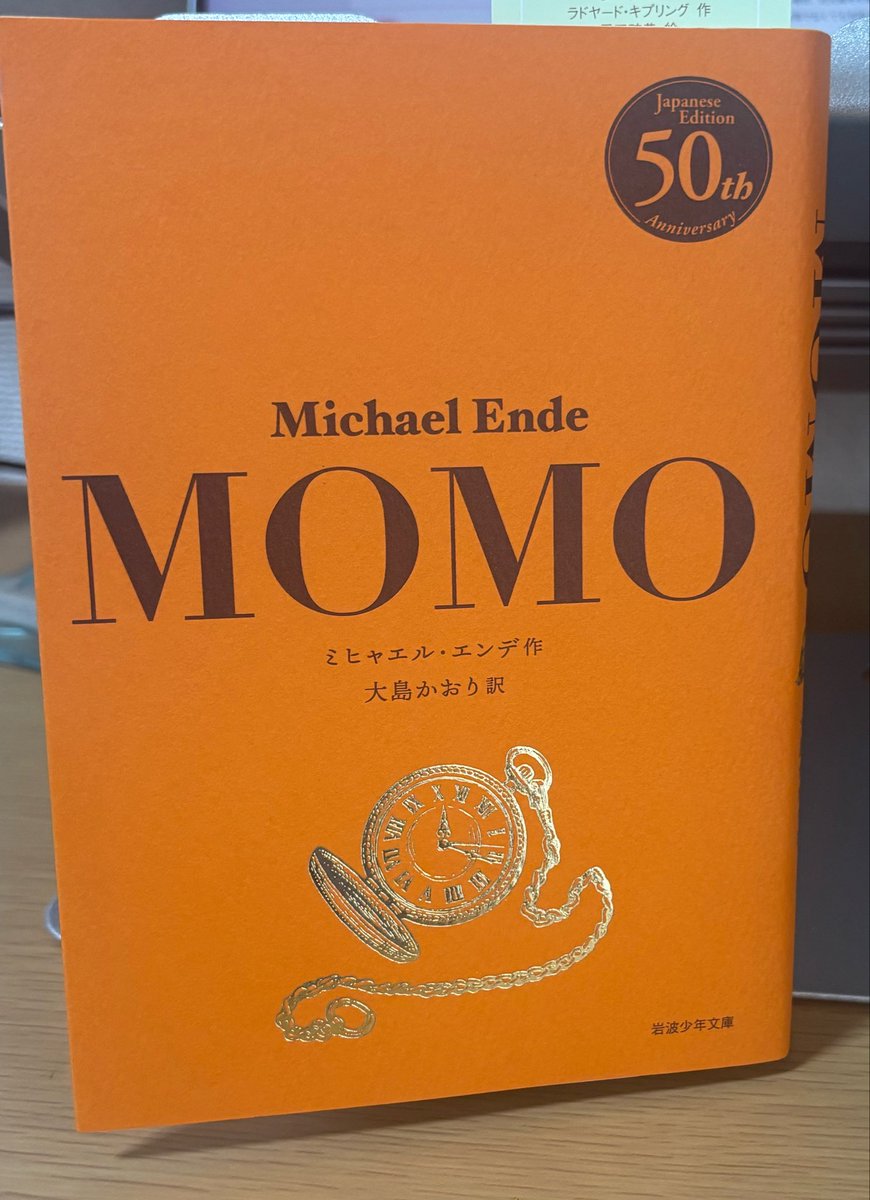 ラドヤード・キプリング 作
Japanese
Edition
50th
Anniversary
Michael Ende
MOMO
ミヒャエル・エンデ作
大島かおり訳
岩波少年文庫
MOMO